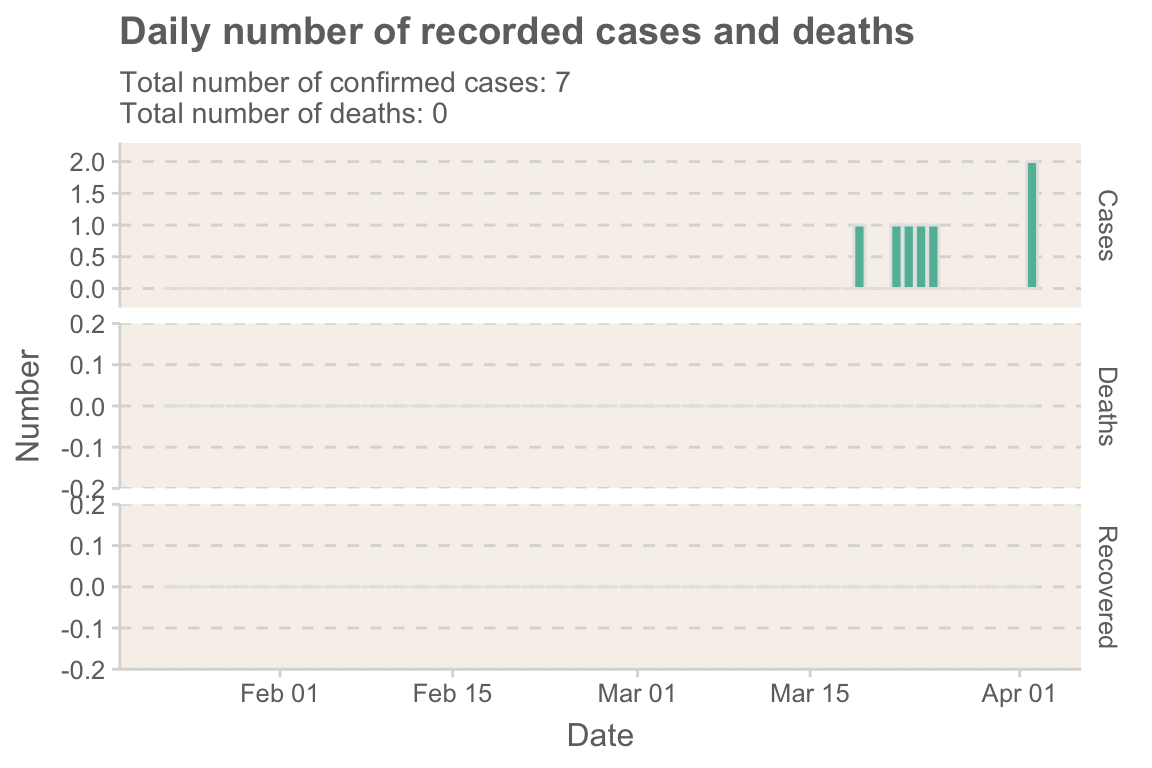 Daily number of recorded cases and deaths
Total number of confirmed cases: 7
Total number of deaths: 0
2.0
1.5
1.0
0.5
0.0
Cases
0.2
0.1
0.0
-0.1
-0.2
Deaths
0.2
0.1
0.0
-0.1
-0.2
Recovered
Number
Feb 01 Feb 15 Mar 01 Mar 15 Apr 01
Date